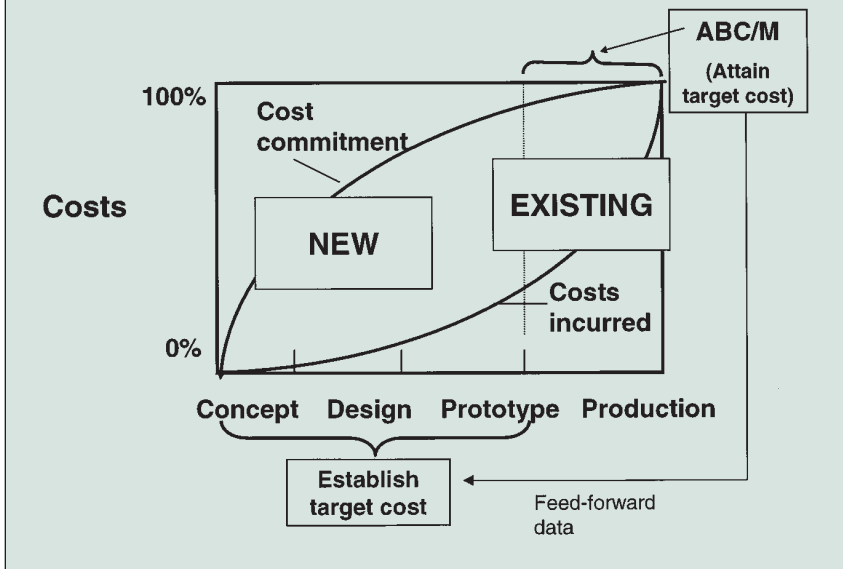 ABC/M
(Attain
target cost)
100%
Cost
commitment
Costs
NEW
EXISTING
Costs
incurred
0%
Concept Design Prototype Production
Establish
target cost
Feed-forward
data